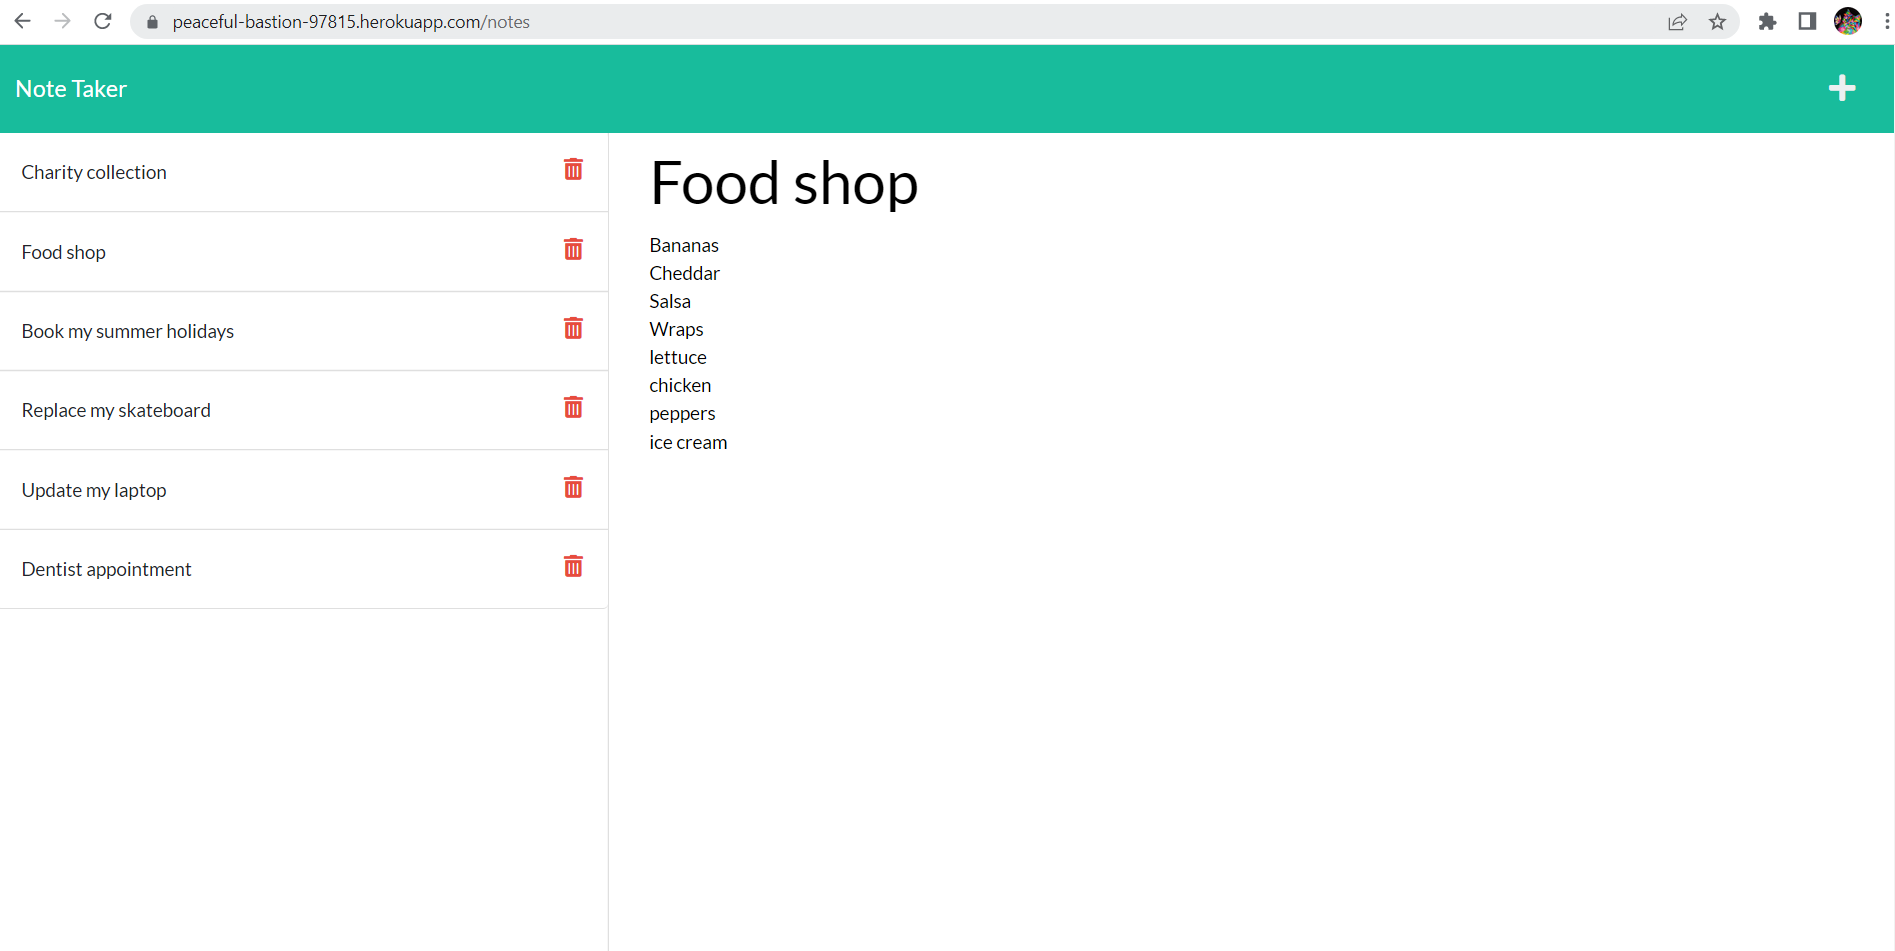 peaceful-bastion-97815.herokuapp.com/notes
Note Taker
Charity collection
Food shop
Book my summer holidays
Replace my skateboard
Update my laptop
Dentist appointment
Food shop
Bananas
Cheddar
Salsa
Wraps
lettuce
chicken
peppers
ice cream